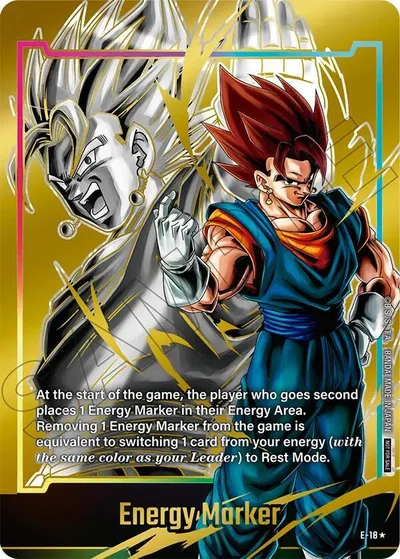 At the start of the game, the player who goes second
places 1 Energy Marker in their Energy Area.
Removing 1 Energy Marker from the game is
equivalent to switching 1 card from your energy (with
the same color as your Leader) to Rest Mode.
Energy Marker
E-18★
BANDAI MADE IN JAPAN
NOT FOR SALE